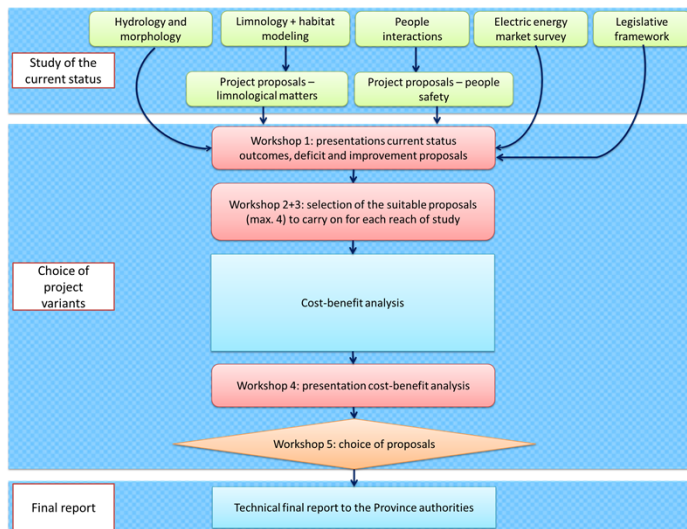 Hydrology and
morphology
Limnology + habitat
modeling
People
interactions
Electric energy
market survey
Legislative
framework
Study of the
current status
Project proposals –
limnological matters
Project proposals – people
safety
Workshop 1: presentations current status
outcomes, deficit and improvement proposals
Workshop 2+3: selection of the suitable proposals
(max. 4) to carry on for each reach of study
Choice of
project
variants
Cost-benefit analysis
Workshop 4: presentation cost-benefit analysis
Workshop 5: choice of proposals
Final report
Technical final report to the Province authorities